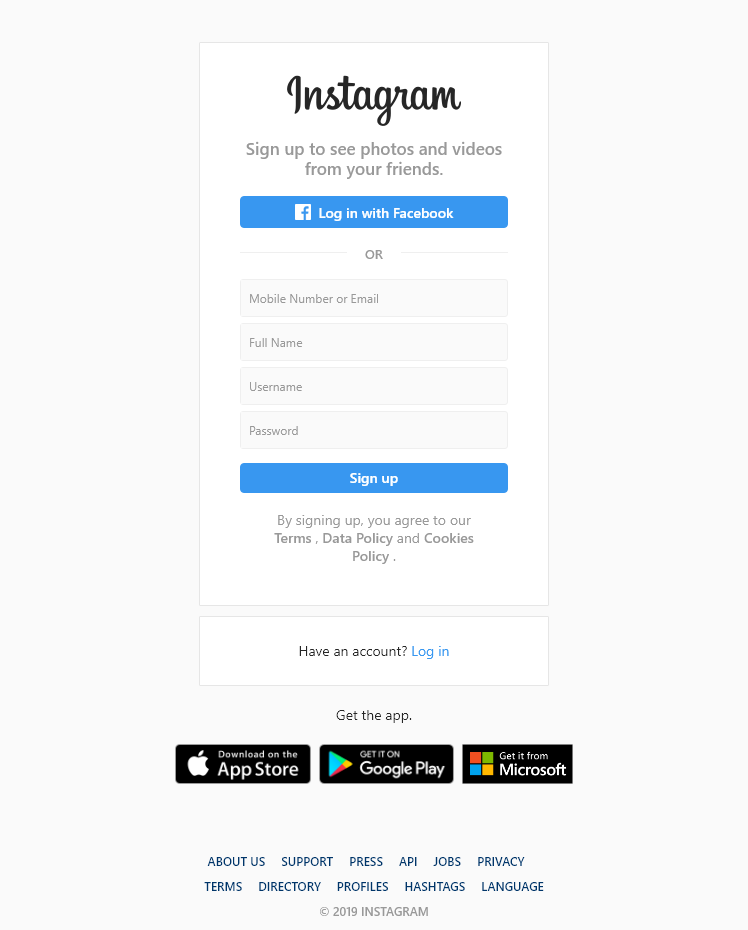 Instagram
Sign up to see photos and videos
from your friends.
Log in with Facebook
OR
Mobile Number or Email
Full Name
Username
Password
Sign up
By signing up, you agree to our
Terms , Data Policy and Cookies
Policy .
Have an account? Log in
Get the app.
Download on the
App Store
GET IT ON
Google Play
Get it from
Microsoft
ABOUT US SUPPORT PRESS API JOBS PRIVACY
TERMS DIRECTORY PROFILES HASHTAGS LANGUAGE
© 2019 INSTAGRAM